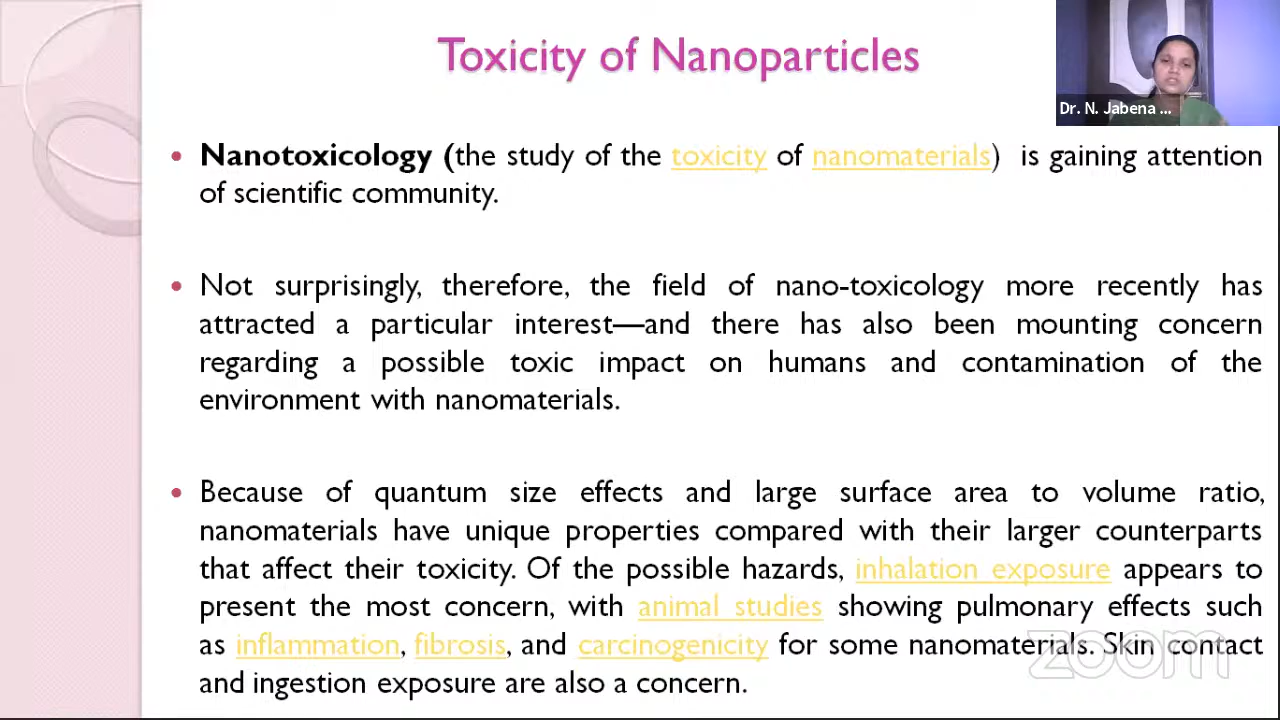 Toxicity of Nanoparticles
Dr. N. Jabena ...
• Nanotoxicology (the study of the toxicity of nanomaterials) is gaining attention
of scientific community.
• Not surprisingly, therefore, the field of nano-toxicology more recently has
attracted a particular interest—and there has also been mounting concern
regarding a possible toxic impact on humans and contamination of the
environment with nanomaterials.
• Because of quantum size effects and large surface area to volume ratio,
nanomaterials have unique properties compared with their larger counterparts
that affect their toxicity. Of the possible hazards, inhalation exposure appears to
present the most concern, with animal studies showing pulmonary effects such
as inflammation, fibrosis, and carcinogenicity for some nanomaterials. Skin contact
and ingestion exposure are also a concern.
zoom